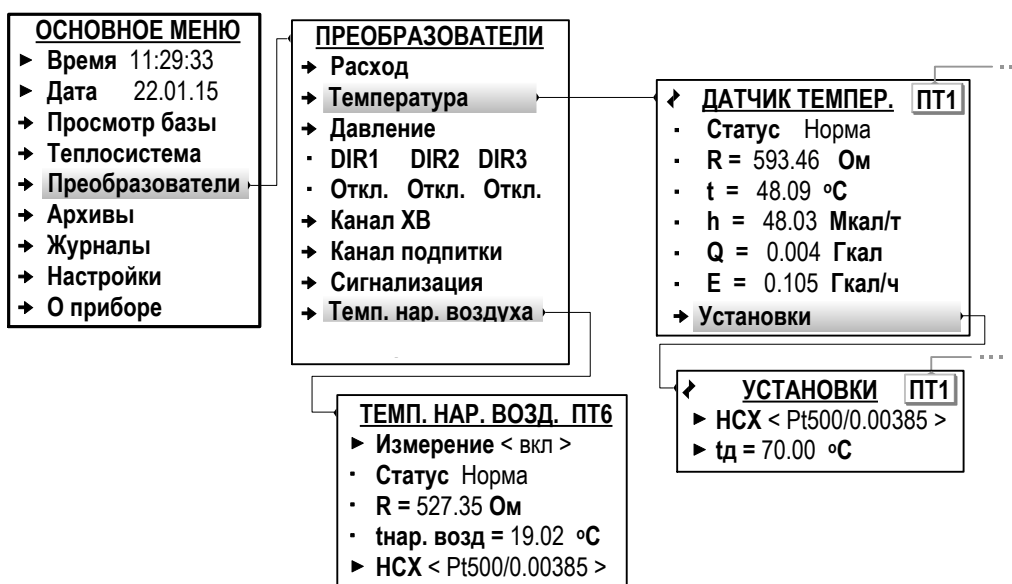 ОСНОВНОЕ МЕНЮ
► Время 11:29:33
► Дата 22.01.15
➔ Просмотр базы
➔ Теплосистема
➔ Преобразователи
➔ Архивы
➔ Журналы
➔ Настройки
➔ О приборе
ПРЕОБРАЗОВАТЕЛИ
➔ Расход
➔ Температура
➔ Давление
· DIR1 DIR2 DIR3
· Откл. Откл. Откл.
➔ Канал ХВ
➔ Канал подпитки
➔ Сигнализация
➔ Темп. нар. воздуха
ДАТЧИК ТЕМПЕР. ПТ1
· Статус Норма
· R = 593.46 Ом
· t = 48.09 ºC
· h = 48.03 Мкал/т
· Q = 0.004 Гкал
· E = 0.105 Гкал/ч
➔ Установки
УСТАНОВКИ ПТ1
► НСХ < Pt500/0.00385 >
► tд = 70.00 ºC
ТЕМП. НАР. ВОЗД. ПТ6
► Измерение < вкл >
· Статус Норма
· R = 527.35 Ом
· tнар. возд = 19.02 ºC
► НСХ < Pt500/0.00385 >